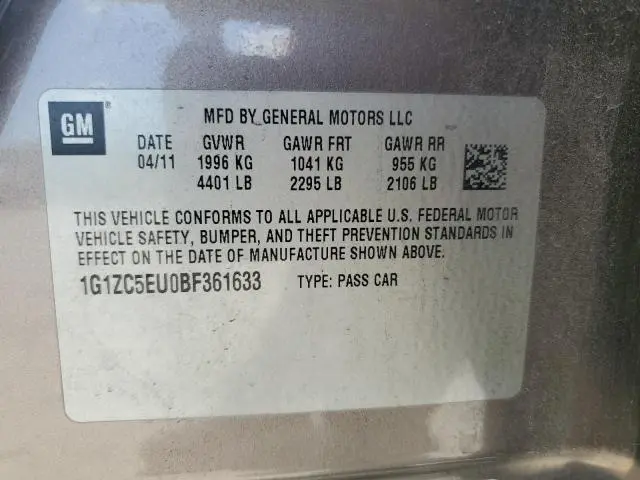 GM ®
MFD BY GENERAL MOTORS LLC
DATE GVWR GAWR FRT GAWR RR
04/11 1996 KG 1041 KG 955 KG
4401 LB 2295 LB 2106 LB
THIS VEHICLE CONFORMS TO ALL APPLICABLE U.S. FEDERAL MOTOR
VEHICLE SAFETY, BUMPER, AND THEFT PREVENTION STANDARDS IN
EFFECT ON THE DATE OF MANUFACTURE SHOWN ABOVE.
1G1ZC5EU0BF361633 TYPE: PASS CAR